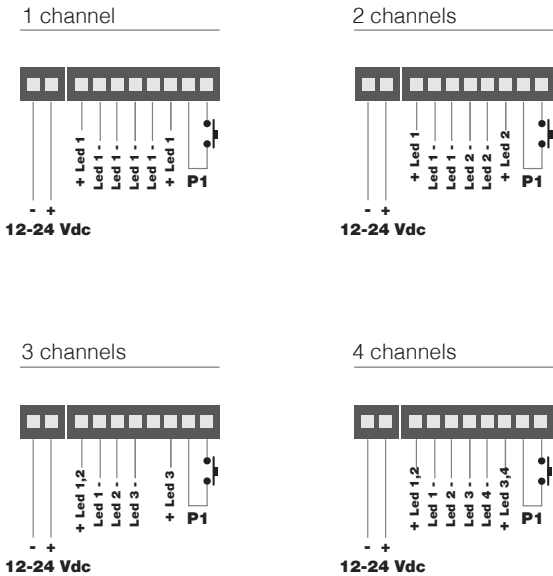 1 channel
+ Led 1
Led 1 -
Led 1 -
Led 1 -
Led 1 -
+ Led 1
P1
- +
12-24 Vdc
2 channels
+ Led 1
Led 1 -
Led 1 -
Led 2 -
Led 2 -
+ Led 2
P1
- +
12-24 Vdc
3 channels
+ Led 1,2
Led 1 -
Led 2 -
Led 3 -
+ Led 3
P1
- +
12-24 Vdc
4 channels
+ Led 1,2
Led 1 -
Led 2 -
Led 3 -
Led 4 -
+ Led 3,4
P1
- +
12-24 Vdc